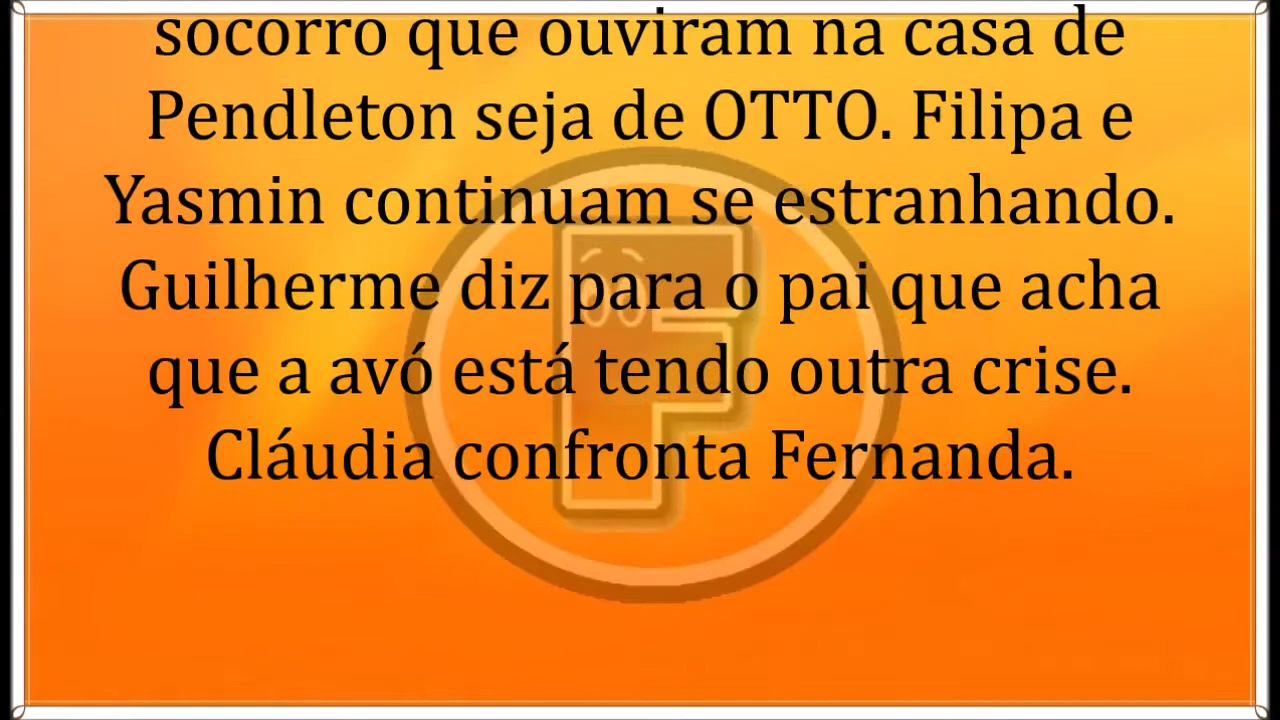 socorro que ouviram na casa de
Pendleton seja de OTTO. Filipa e
Yasmin continuam se estranhando.
Guilherme diz para o pai que acha
que a avó está tendo outra crise.
Cláudia confronta Fernanda.